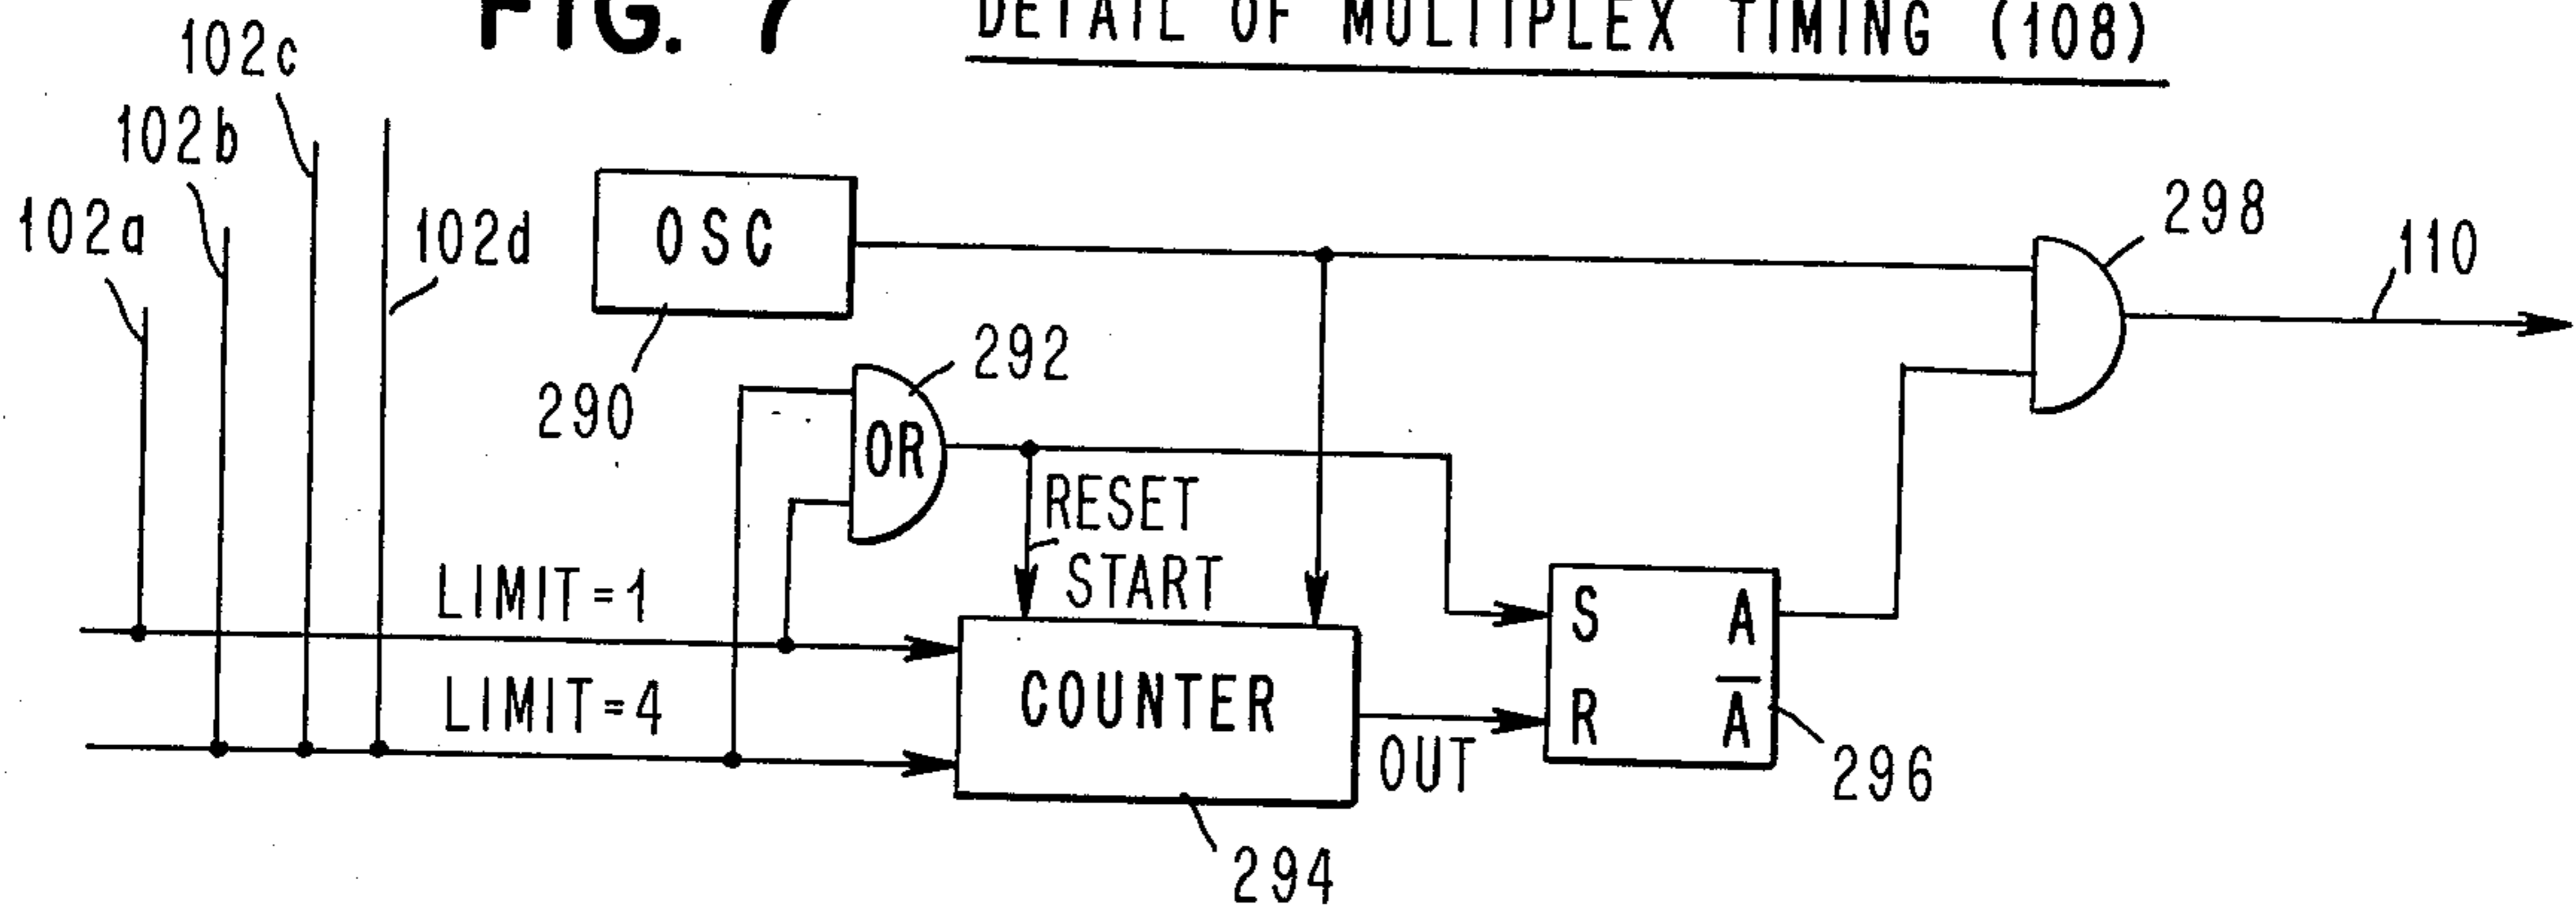 FIG. 7
DETAIL OF MULTIPLEX TIMING (108)
102c
102b
102a
102d
OSC
290
292
OR
298
110
RESET
START
LIMIT=1
LIMIT=4
COUNTER
OUT
S A
R A̅
296
294